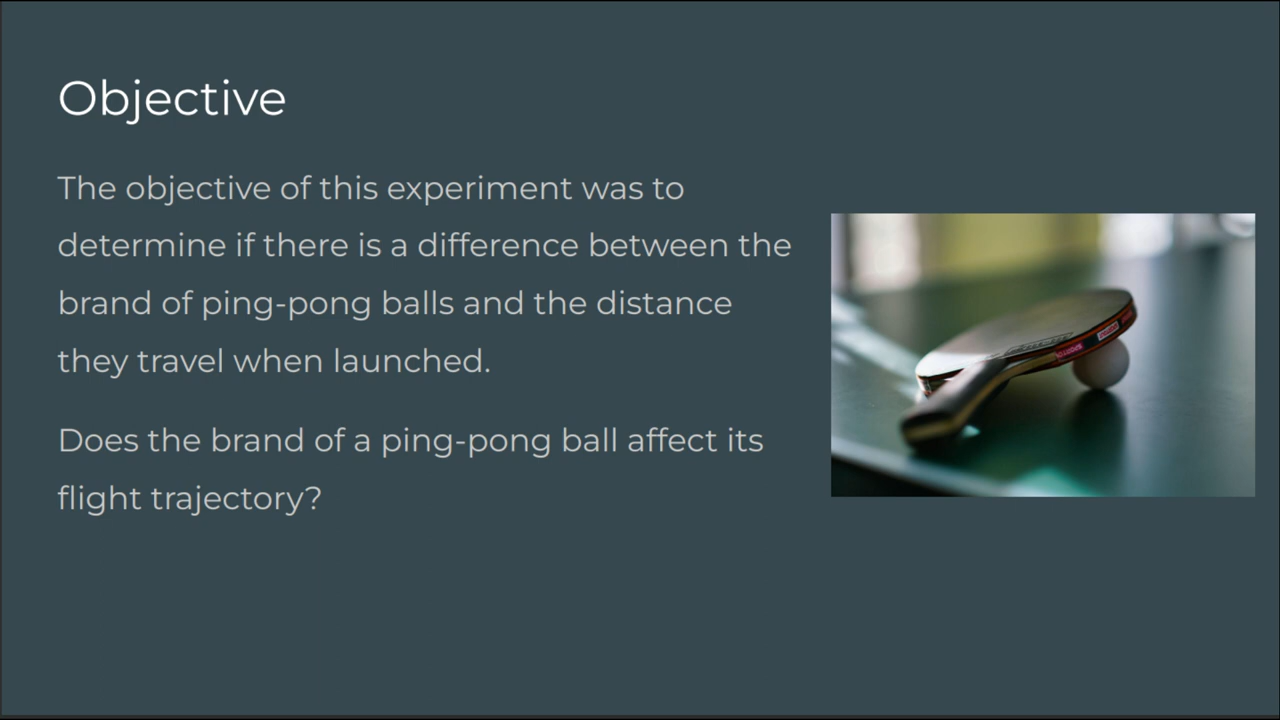 Objective
The objective of this experiment was to
determine if there is a difference between the
brand of ping-pong balls and the distance
they travel when launched.
Does the brand of a ping-pong ball affect its
flight trajectory?